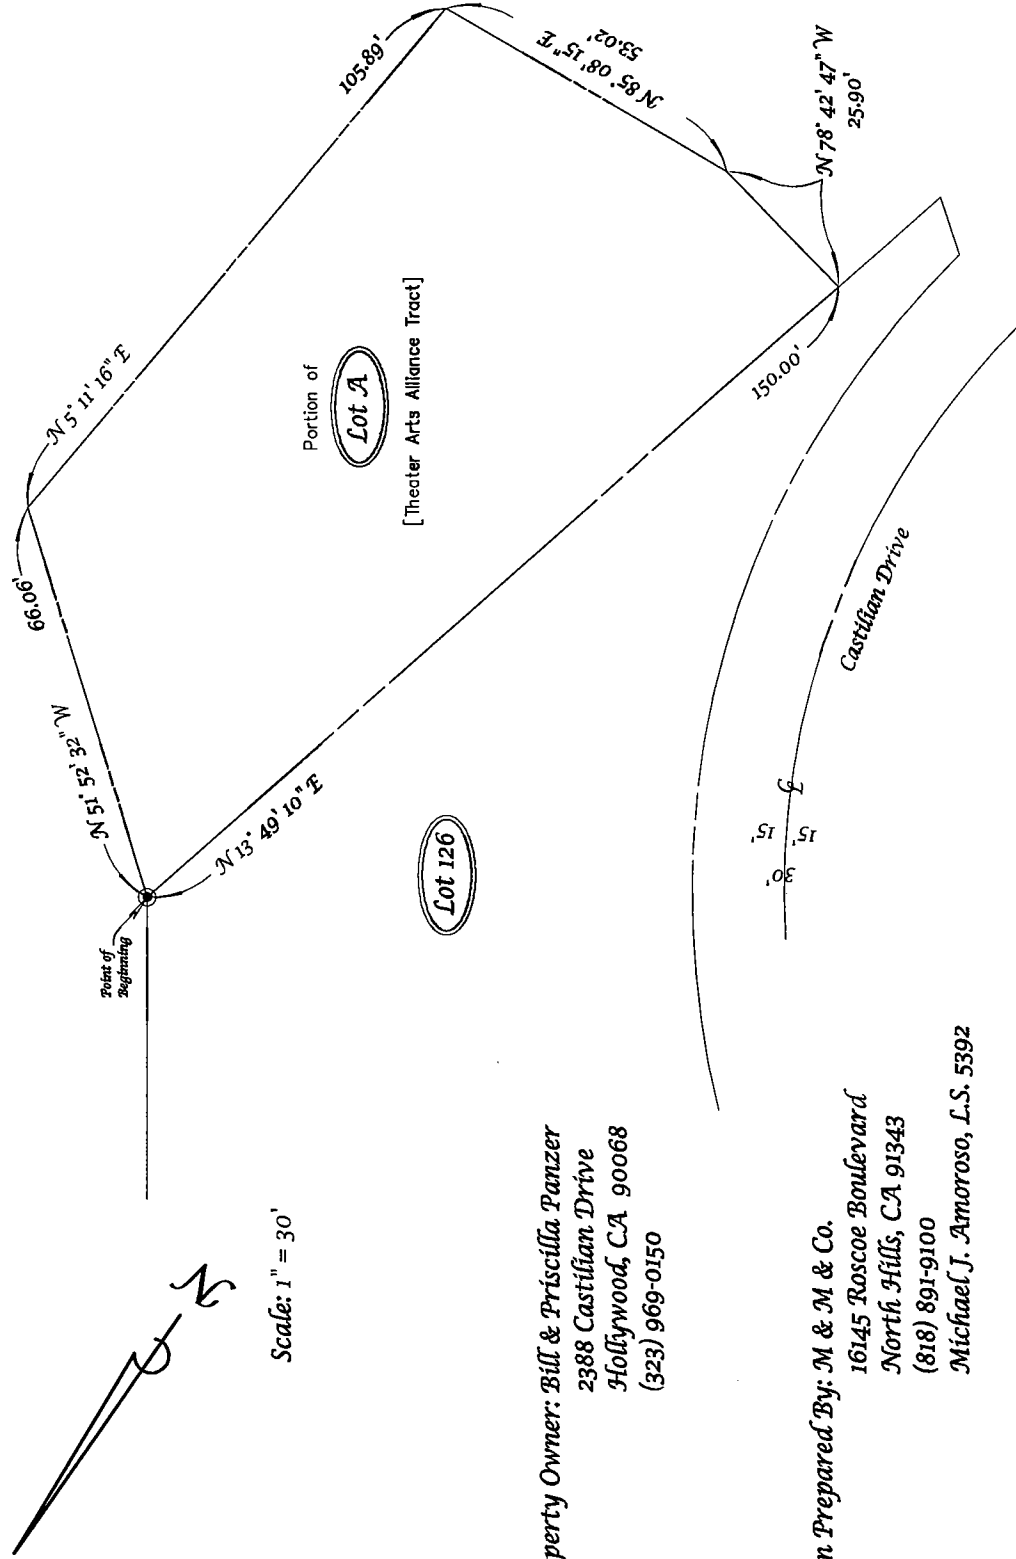 N 51° 52' 32" W
66.06'
N 5° 11' 16" E
105.89'
N 85° 08' 15" E
53.02'
N 78° 42' 47" W
25.90'
150.00'
N 13° 49' 10" E
Point of
Beginning
Portion of
Lot A
[Theater Arts Alliance Tract]
Lot 126
Castilian Drive
30'
15'
15'
N
Scale: 1" = 30'
perty Owner: Bill & Priscilla Panzer
2388 Castilian Drive
Hollywood, CA 90068
(323) 969-0150
n Prepared By: M & M & Co.
16145 Roscoe Boulevard
North Hills, CA 91343
(818) 891-9100
Michael J. Amoroso, L.S. 5392